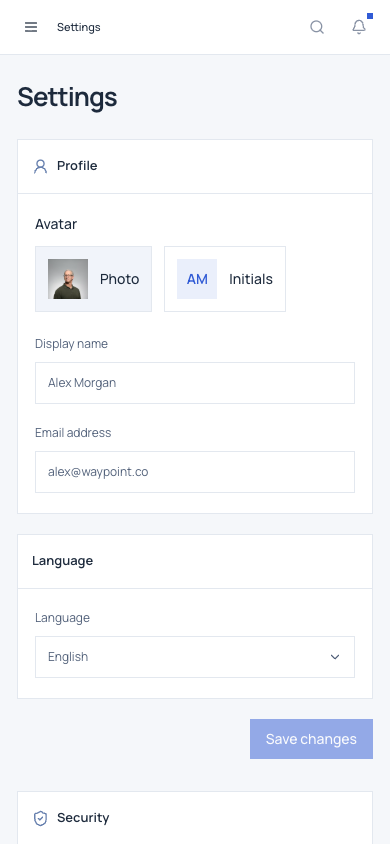 Settings
Settings
Profile
Avatar
Photo
AM Initials
Display name
Alex Morgan
Email address
alex@waypoint.co
Language
Language
English
Save changes
Security